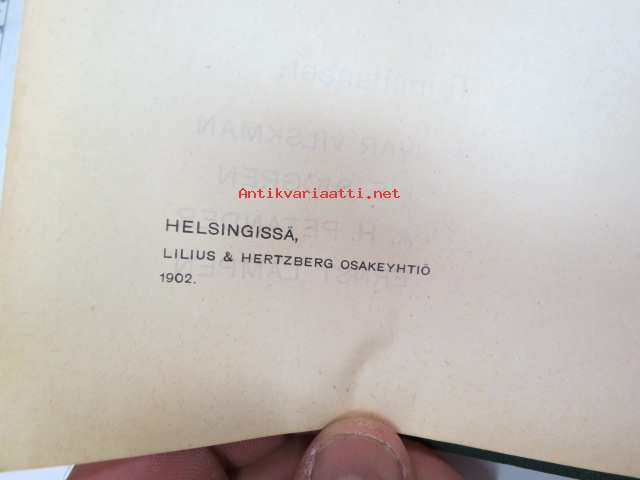 Antikvariaatti.net
HELSINGISSÄ,
LILIUS & HERTZBERG OSAKEYHTIÖ
1902.